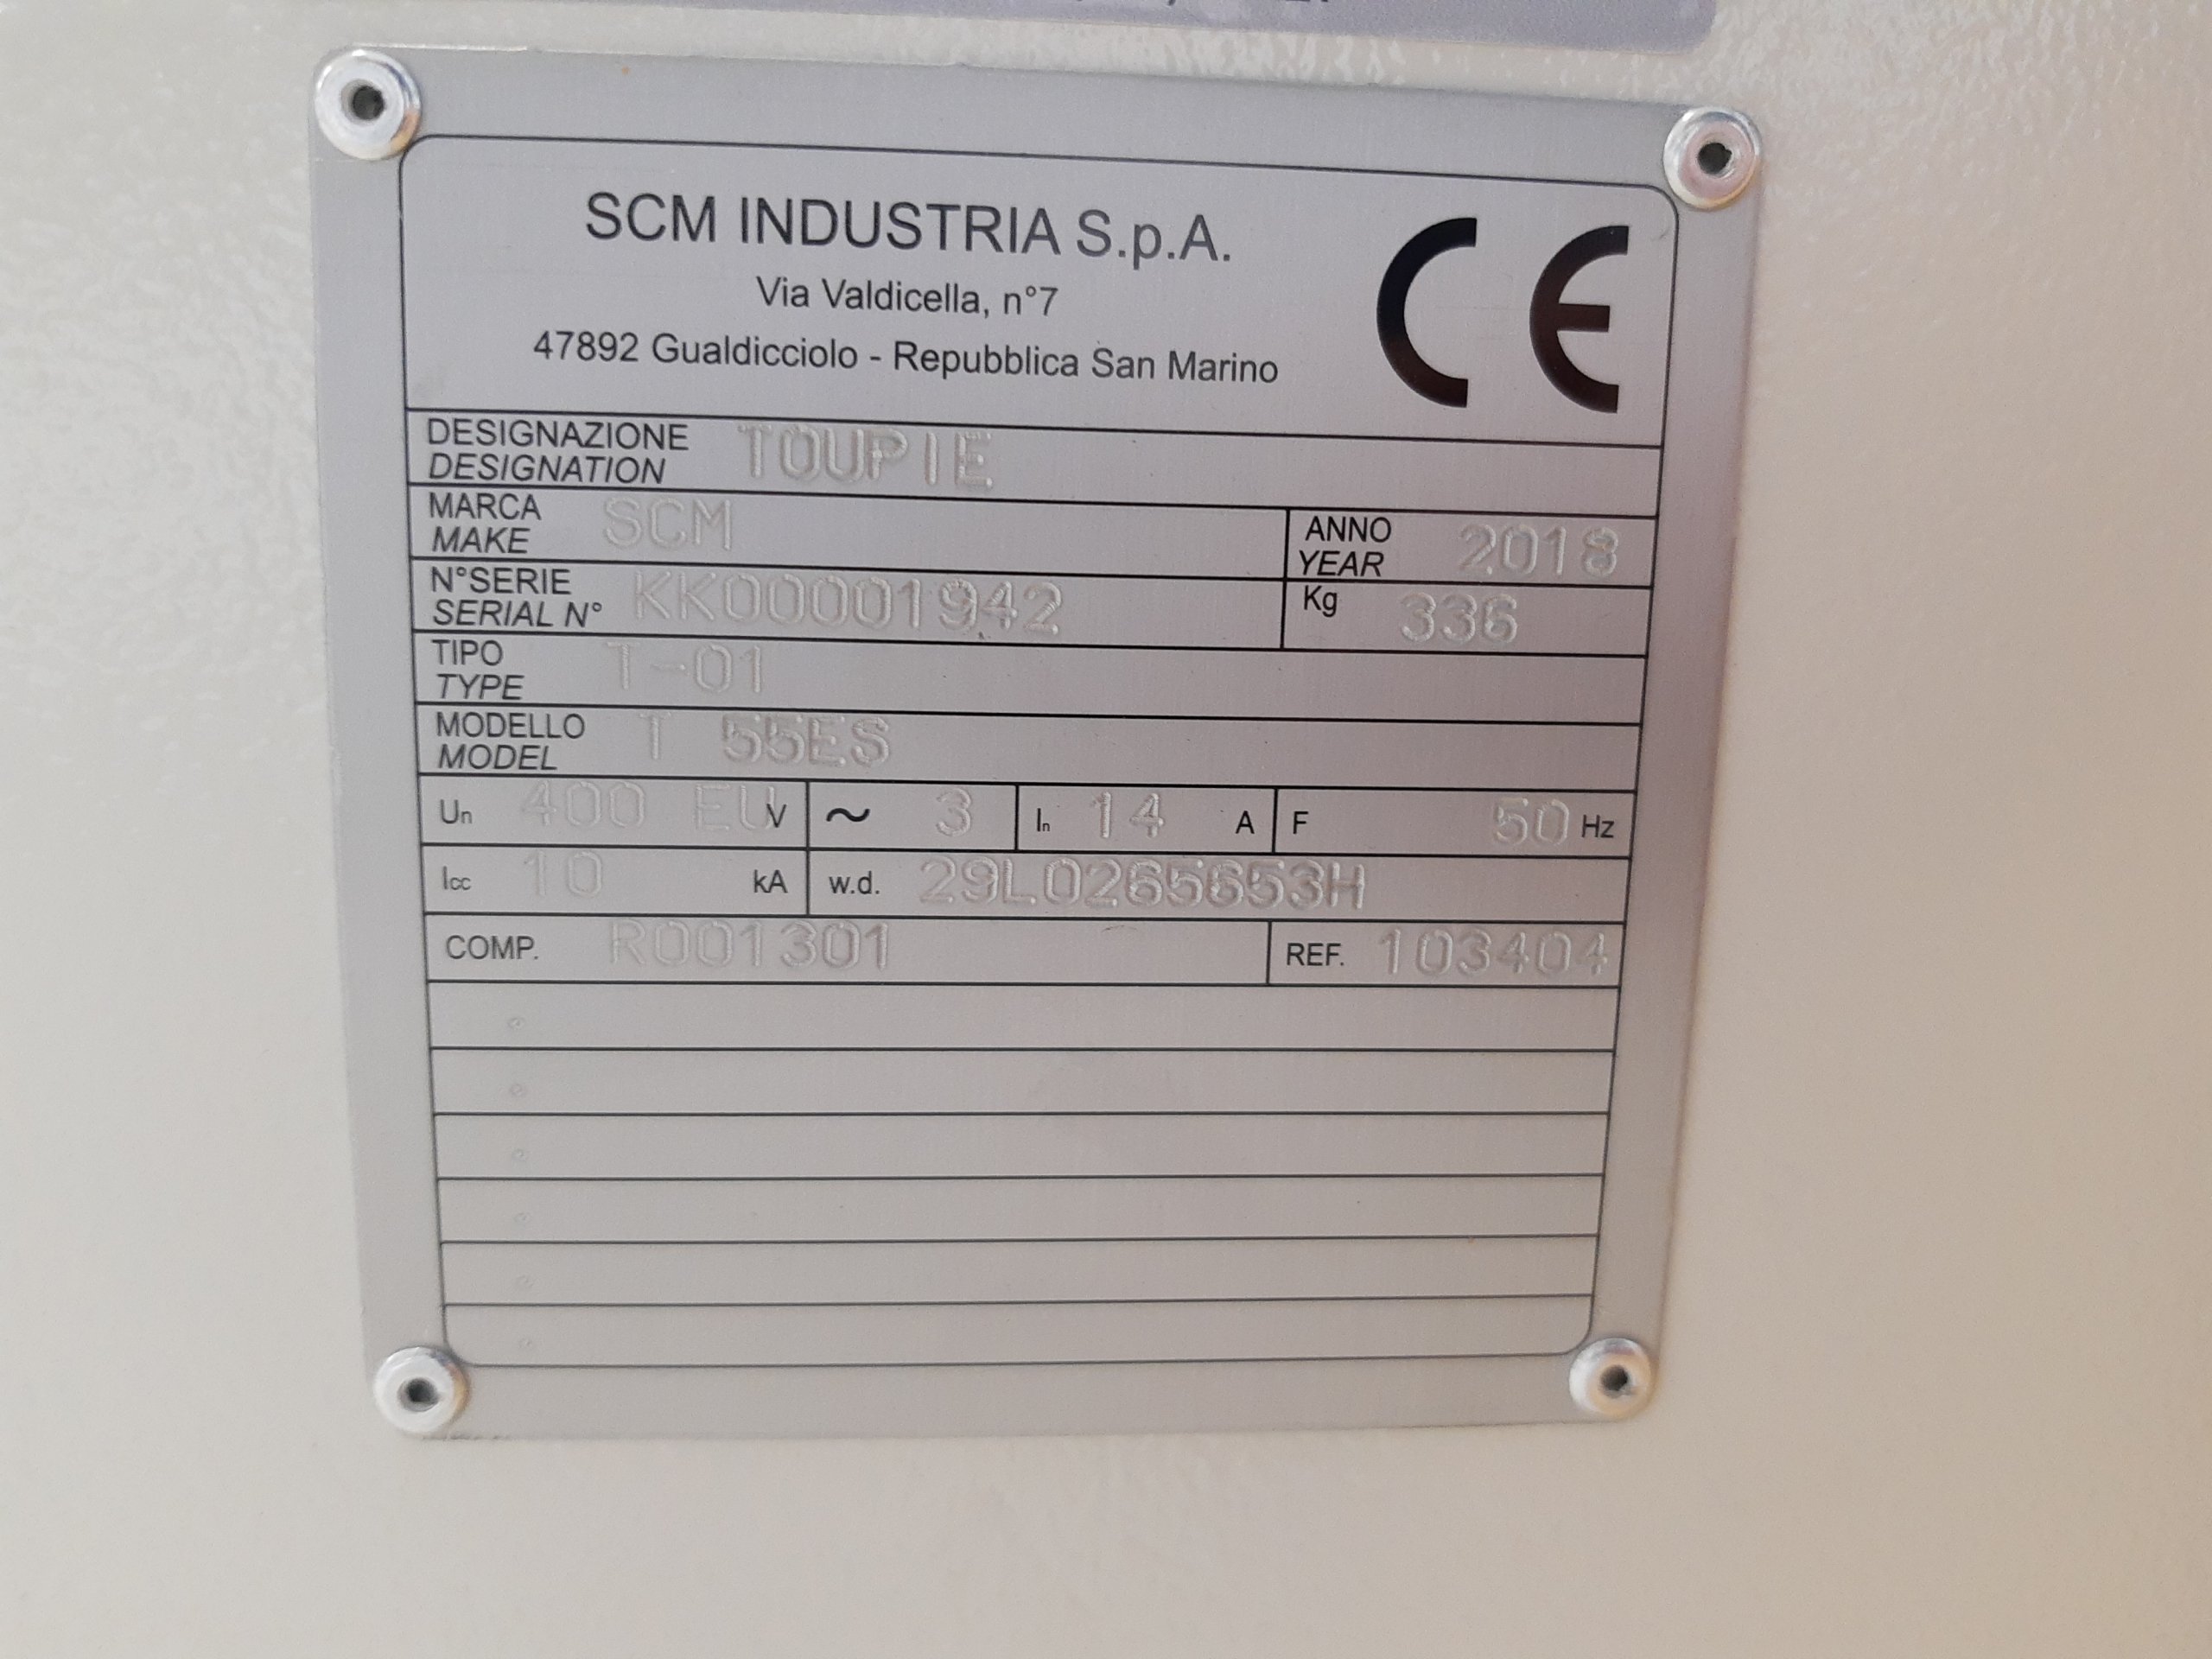 SCM INDUSTRIA S.p.A.
Via Valdicella, n°7
47892 Gualdicciolo - Repubblica San Marino
CE
DESIGNAZIONE
DESIGNATION
TOUPIE
MARCA
MAKE
SCM
ANNO
YEAR
2018
N°SERIE
SERIAL N°
KK00001942
Kg 336
TIPO
TYPE
T-01
MODELLO
MODEL
T 55ES
Un 400 EU V ~ 3 In 14 A F 50 Hz
Icc 10 kA w.d. 29L0265653H
COMP. R001301 REF. 103404